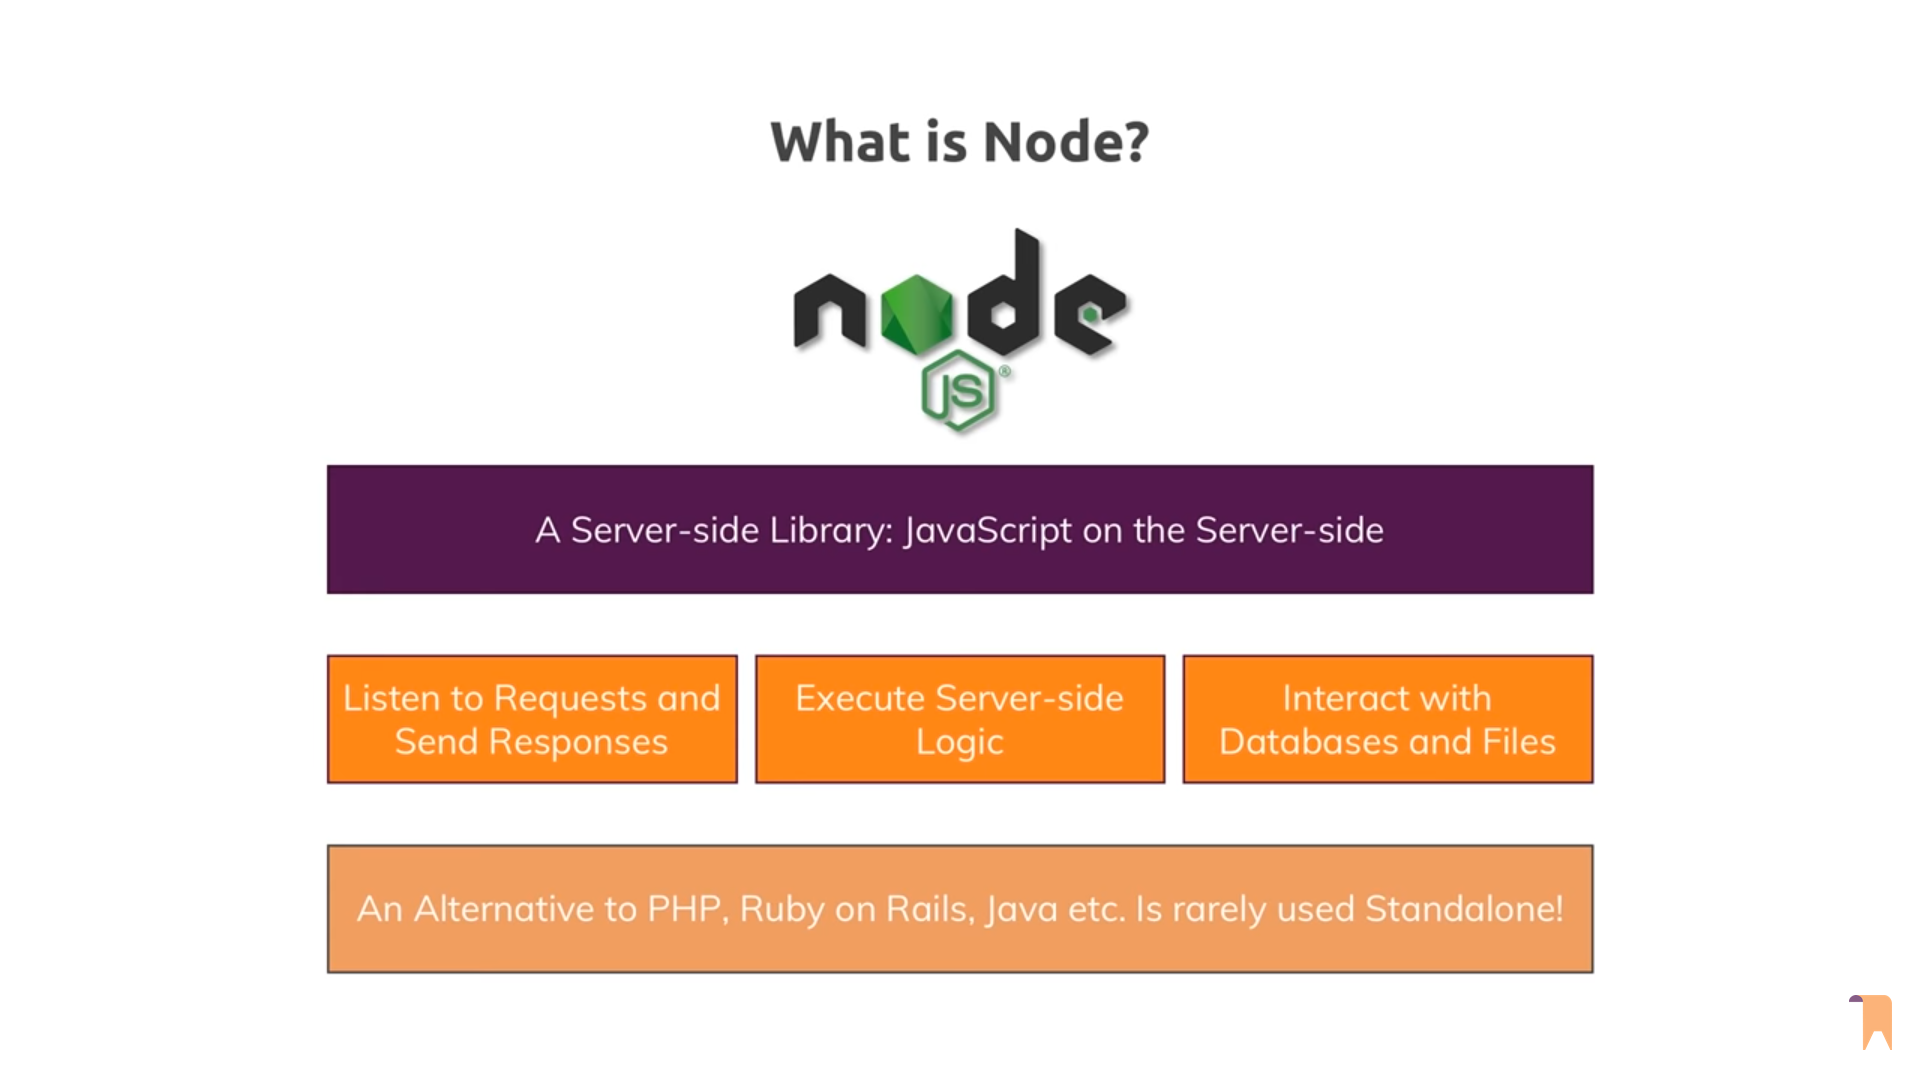 What is Node?
node
JS®
A Server-side Library: JavaScript on the Server-side
Listen to Requests and
Send Responses
Execute Server-side
Logic
Interact with
Databases and Files
An Alternative to PHP, Ruby on Rails, Java etc. Is rarely used Standalone!